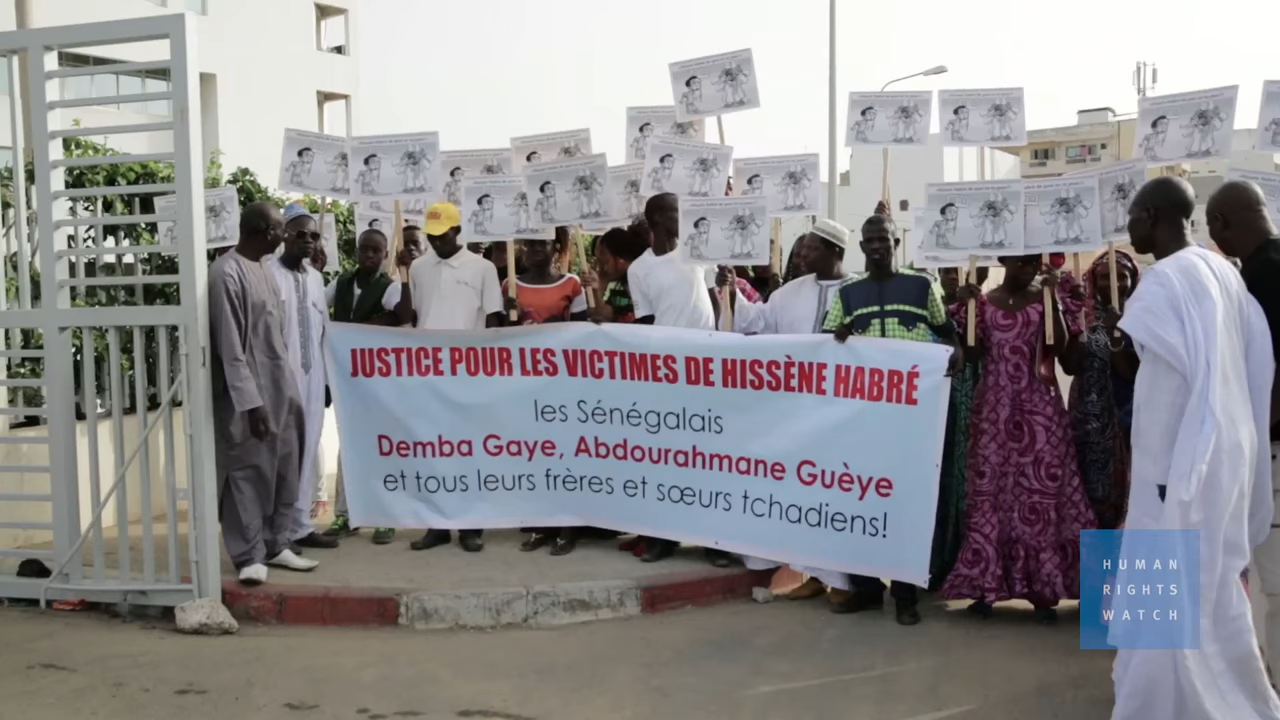 JUSTICE POUR LES VICTIMES DE HISSÈNE HABRÉ
les Sénégalais
Demba Gaye, Abdourahmane Guèye
et tous leurs frères et sœurs tchadiens!
HUMAN
RIGHTS
WATCH